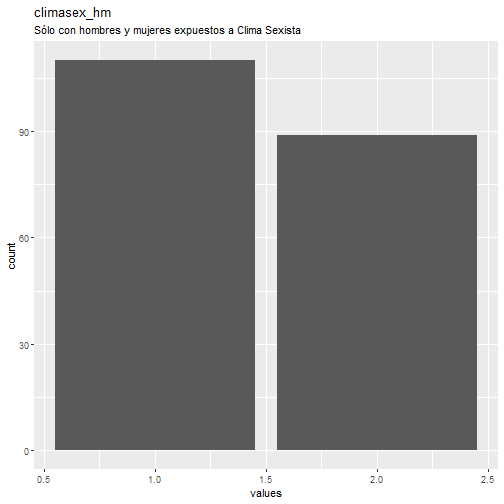 climasex_hm
Sólo con hombres y mujeres expuestos a Clima Sexista
count
90
60
30
0
0.5 1.0 1.5 2.0 2.5
values